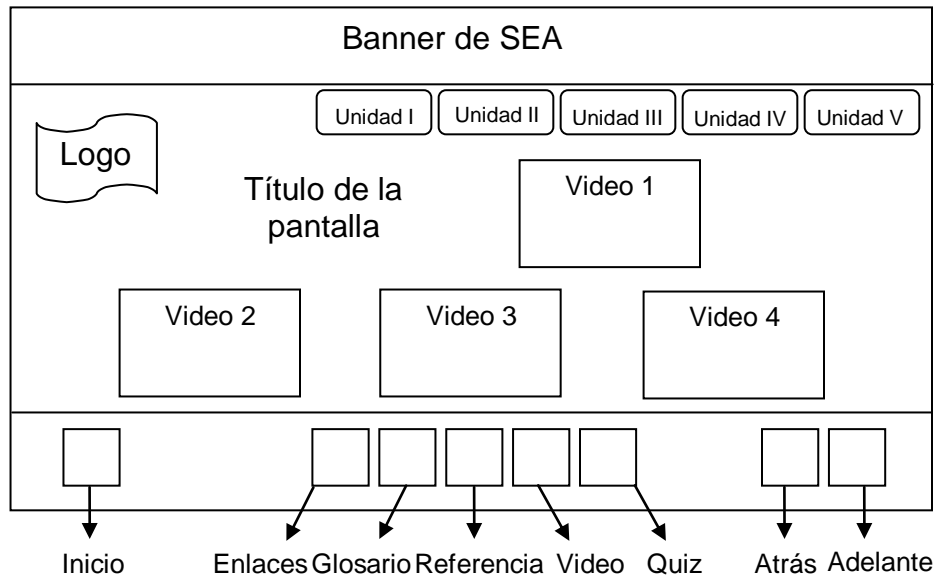 Banner de SEA
Unidad I
Unidad II
Unidad III
Unidad IV
Unidad V
Logo
Título de la
pantalla
Video 1
Video 2
Video 3
Video 4
Inicio
Enlaces
Glosario
Referencia
Video
Quiz
Atrás
Adelante